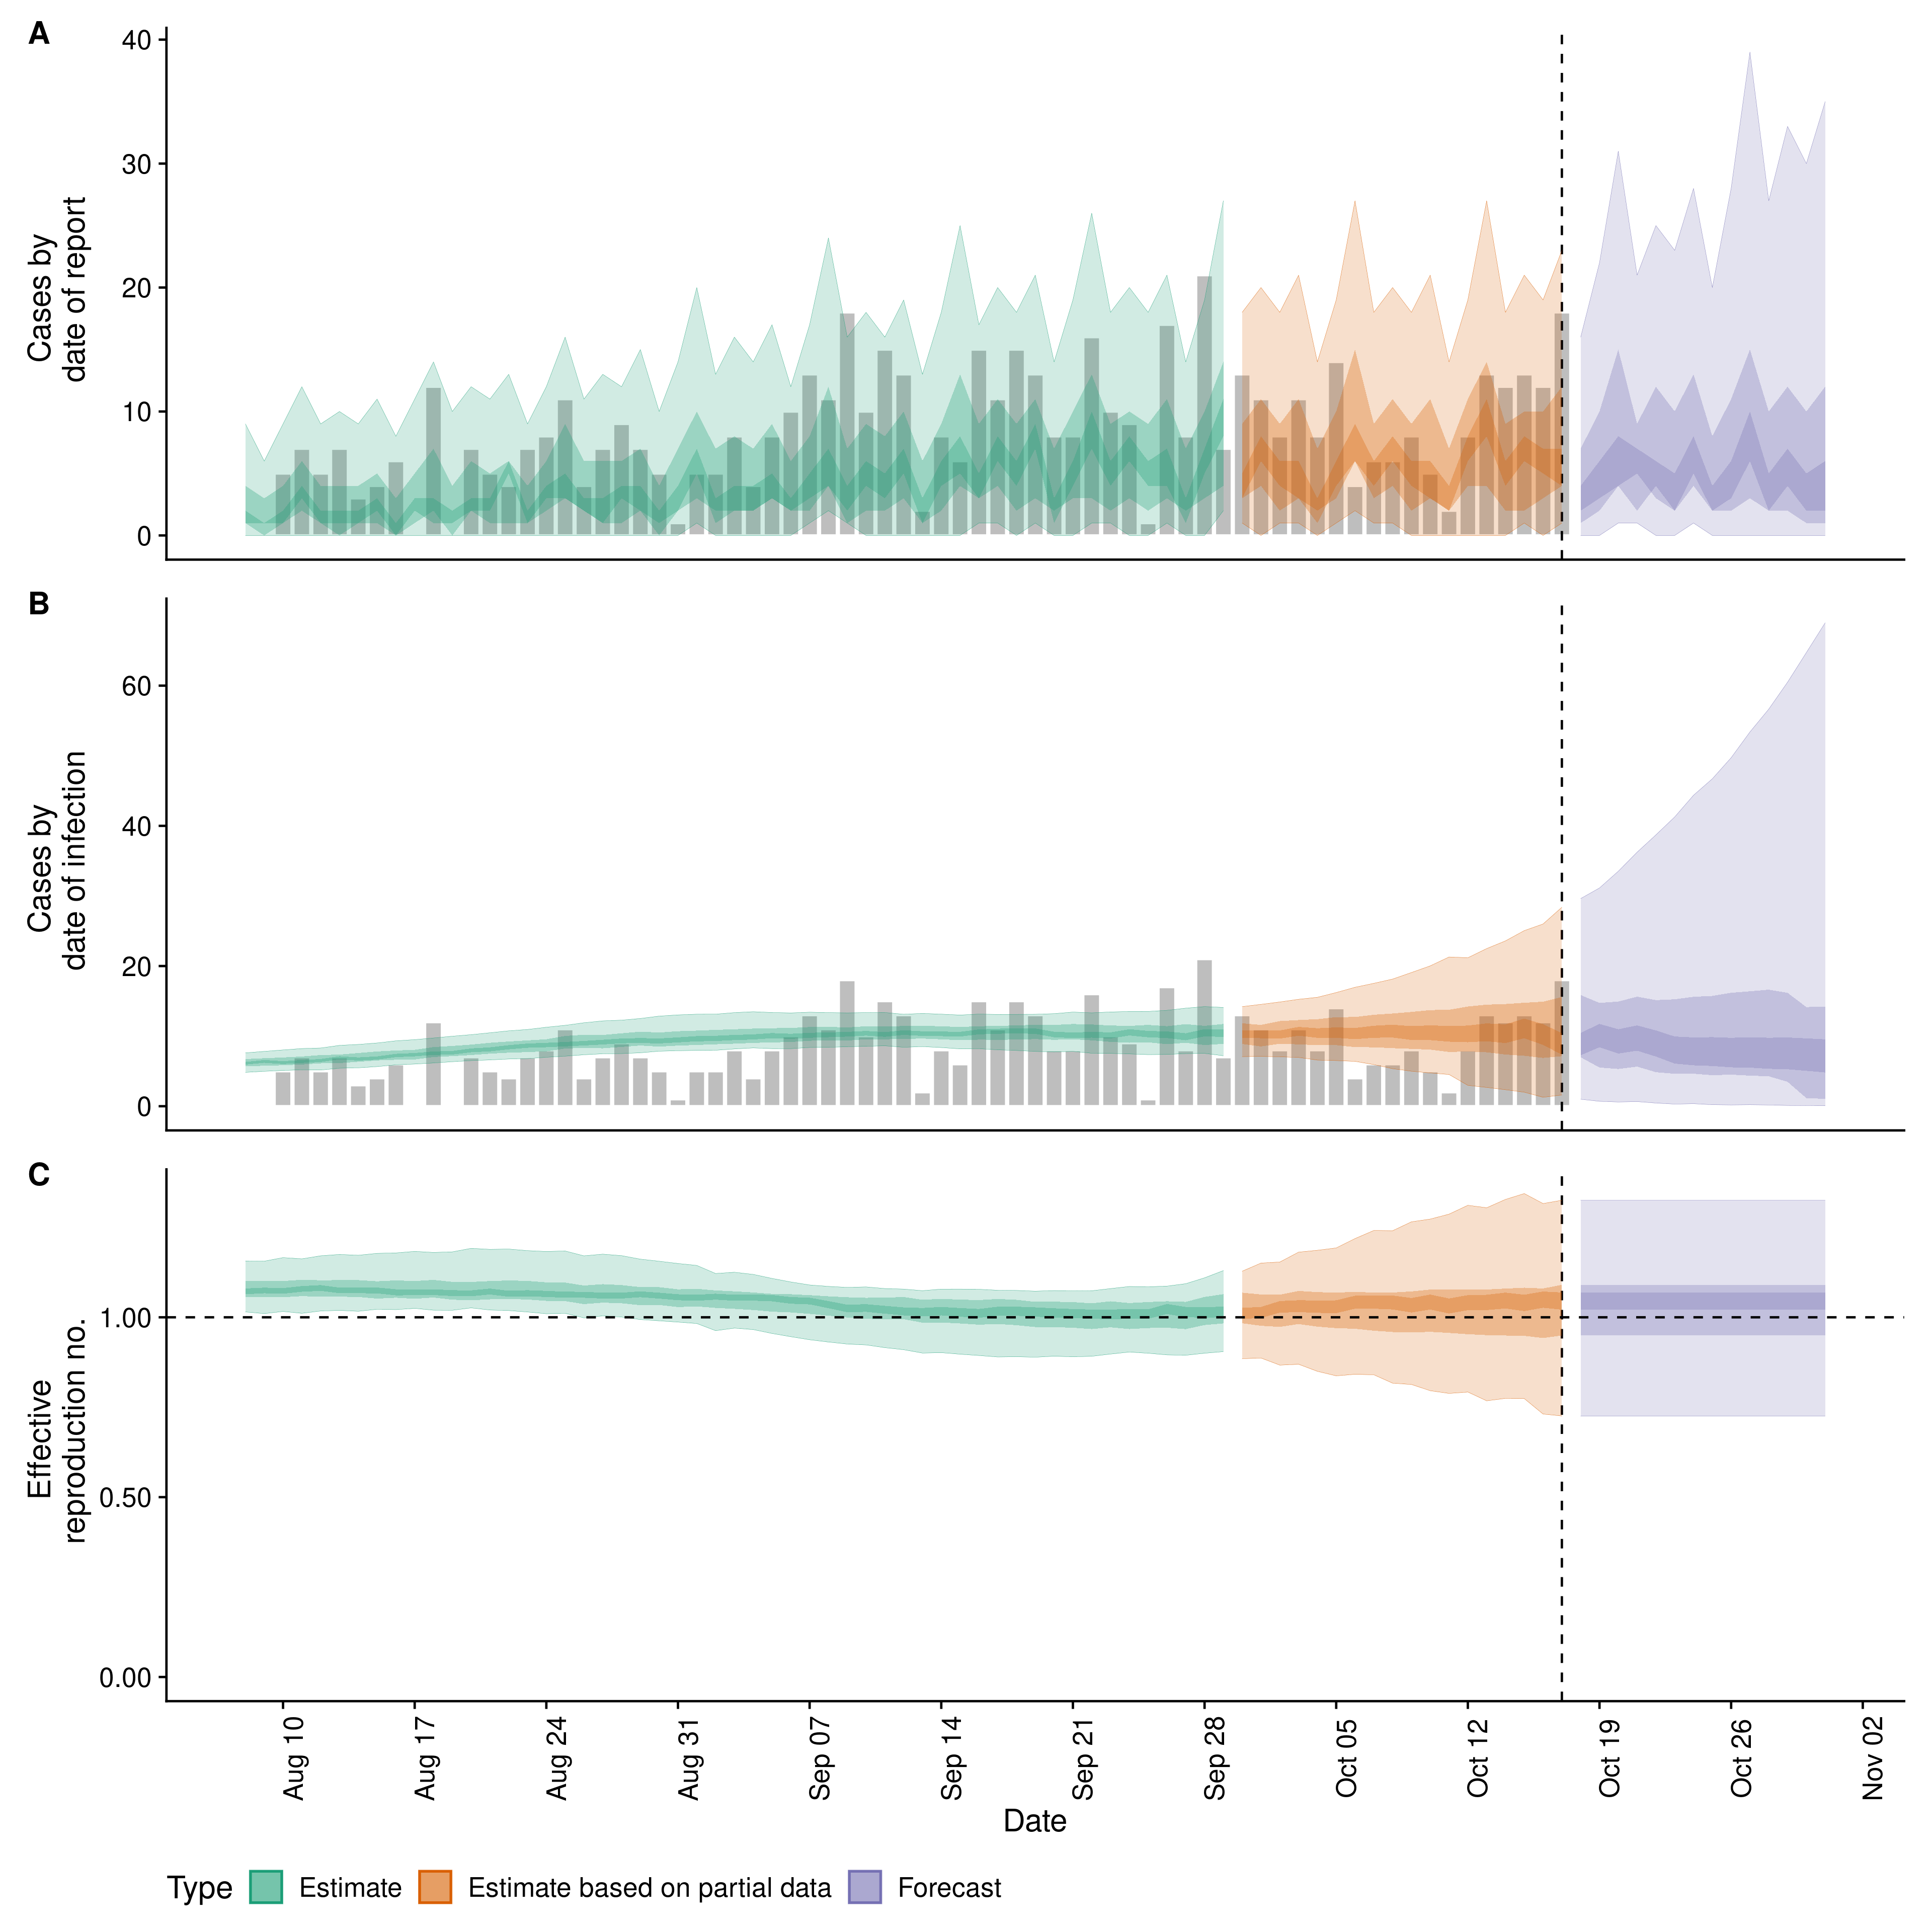 A
Cases by
date of report
40
30
20
10
0
B
Cases by
date of infection
60
40
20
0
C
Effective
reproduction no.
1.00
0.50
0.00
Aug 10
Aug 17
Aug 24
Aug 31
Sep 07
Sep 14
Sep 21
Sep 28
Oct 05
Oct 12
Oct 19
Oct 26
Nov 02
Date
Type Estimate Estimate based on partial data Forecast